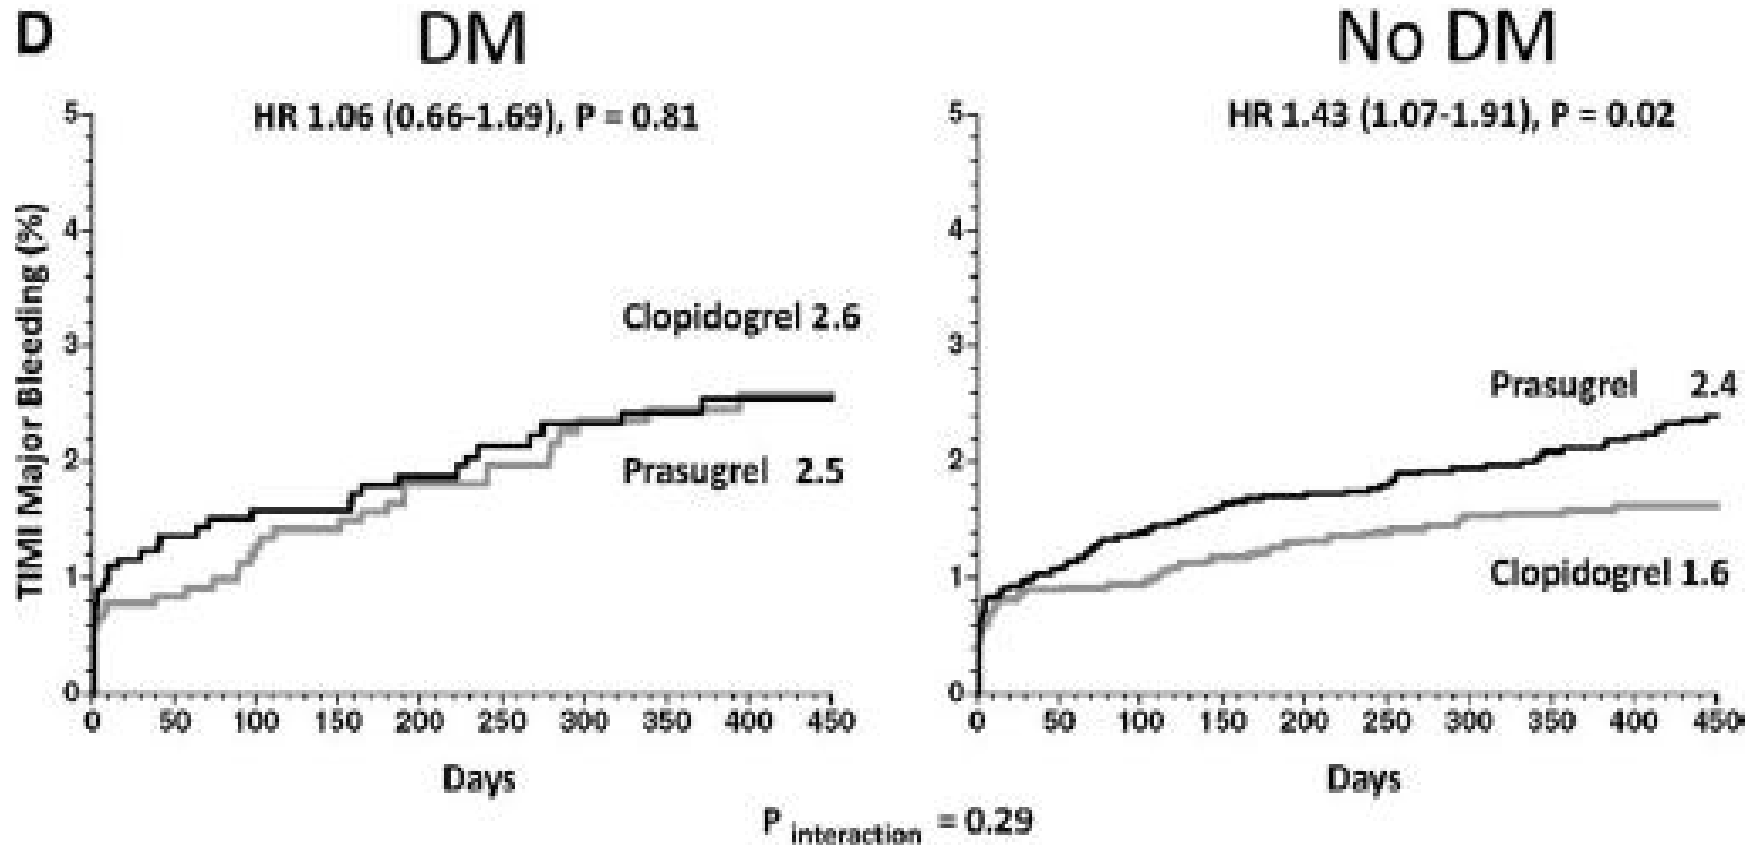 D
DM
No DM
HR 1.06 (0.66-1.69), P = 0.81
HR 1.43 (1.07-1.91), P = 0.02
TIMI Major Bleeding (%)
5
4
3
2
1
0
Clopidogrel 2.6
Prasugrel 2.5
0 50 100 150 200 250 300 350 400 450
Days
5
4
3
2
1
0
Prasugrel 2.4
Clopidogrel 1.6
0 50 100 150 200 250 300 350 400 450
Days
P interaction = 0.29